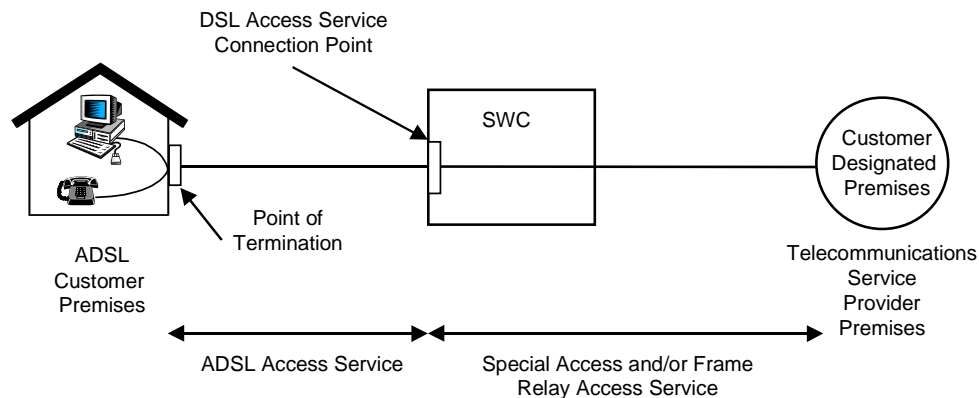 DSL Access Service
Connection Point
SWC
Customer
Designated
Premises
Point of
Termination
ADSL
Customer
Premises
Telecommunications
Service
Provider
Premises
ADSL Access Service
Special Access and/or Frame
Relay Access Service